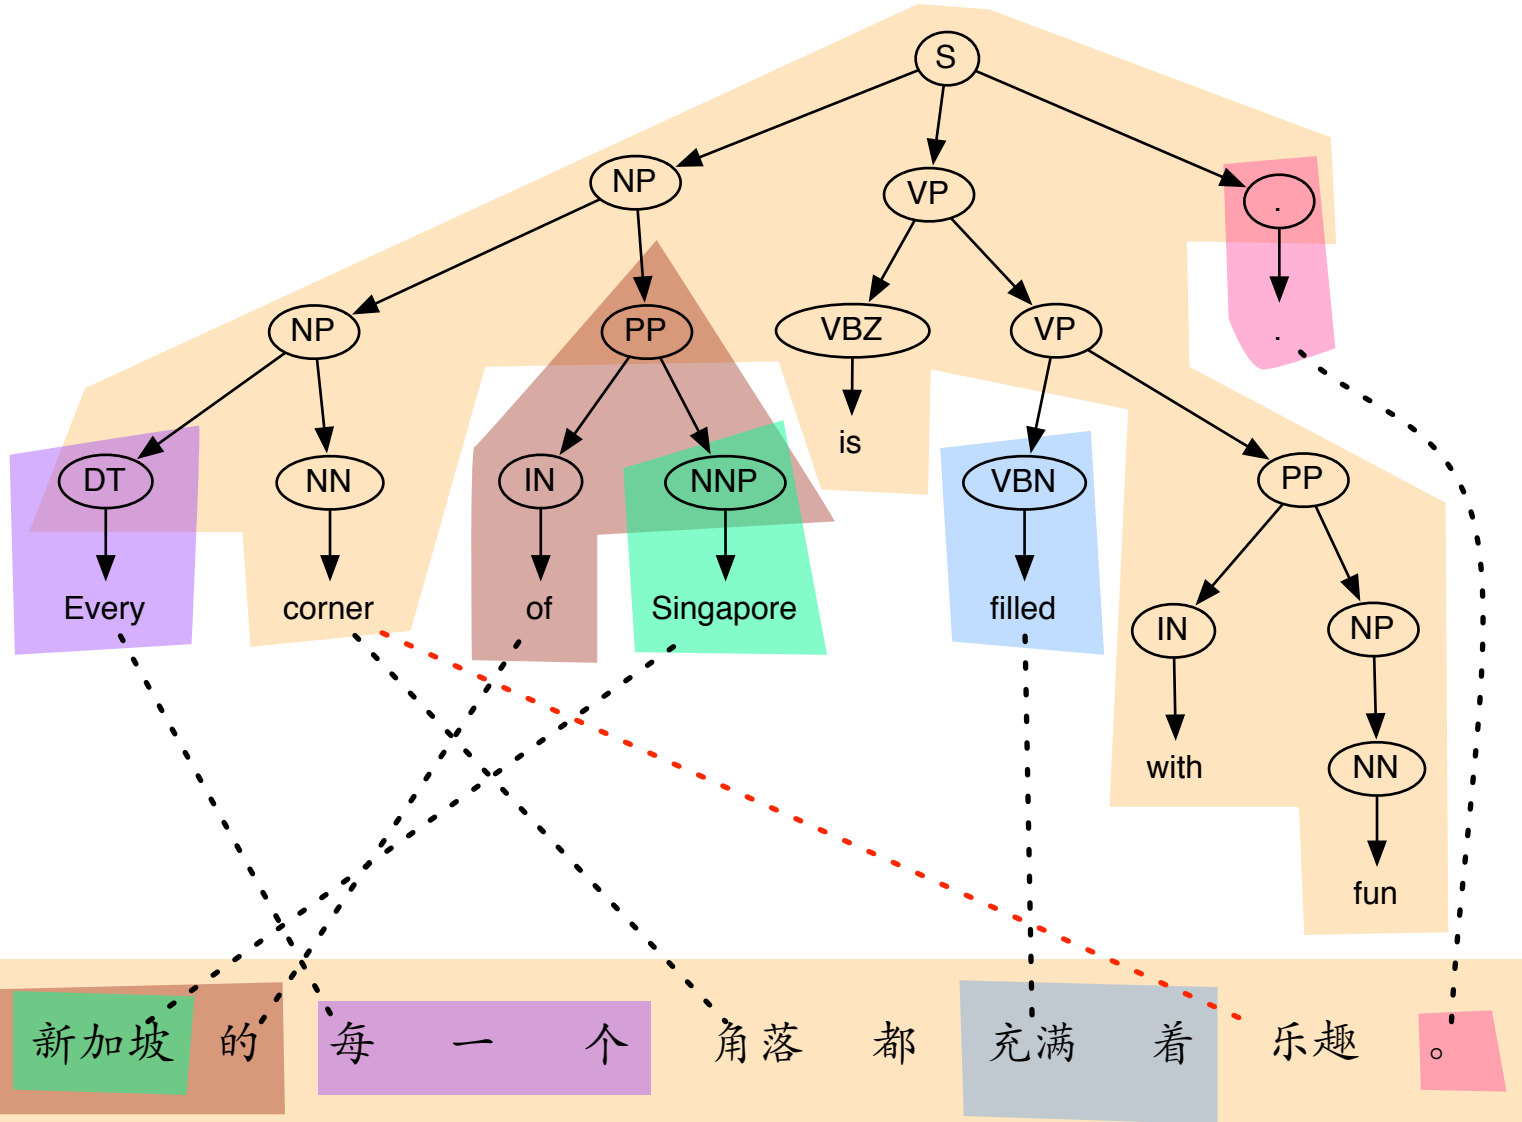 S
NP VP .
NP PP VBZ VP .
is
DT NN IN NNP VBN PP
Every corner of Singapore filled
IN NP
with NN
fun
新加坡 的 每 一 个 角落 都 充满 着 乐趣 。